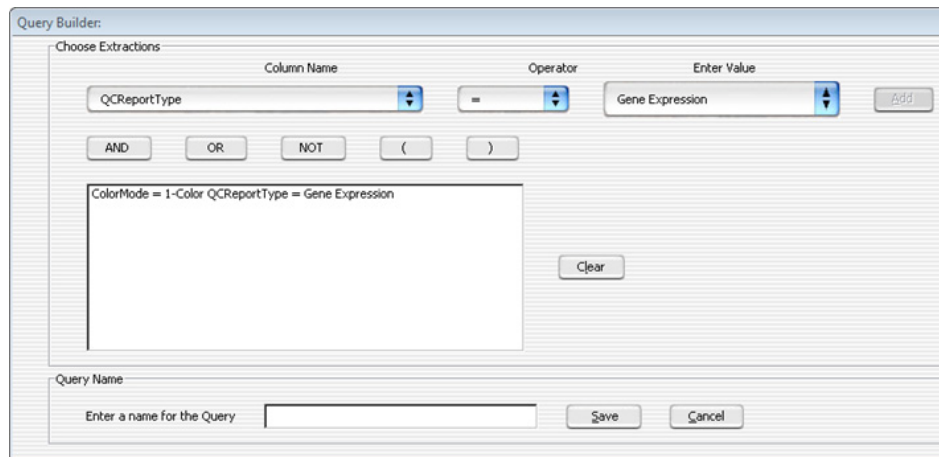 Query Builder:
Choose Extractions
Column Name Operator Enter Value
QCReportType = Gene Expression Add
AND OR NOT ( )
ColorMode = 1-Color QCReportType = Gene Expression
Clear
Query Name
Enter a name for the Query Save Cancel